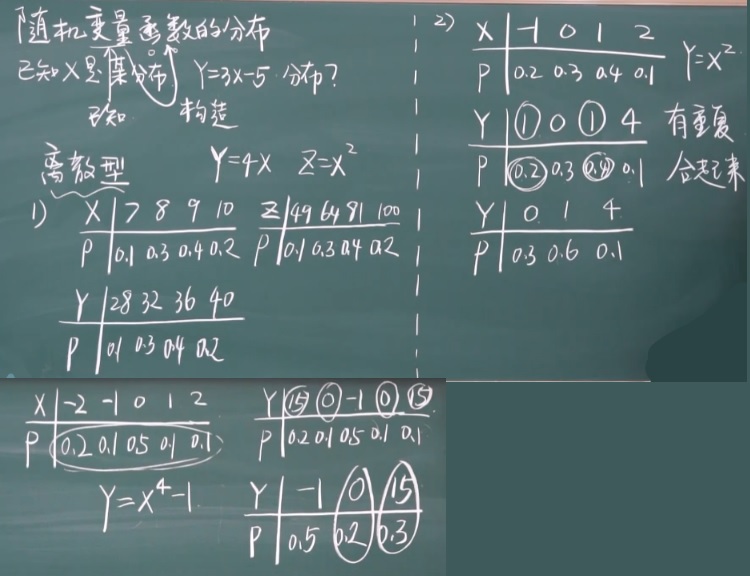 随机变量函数的分布
已知X是某分布 Y=3X-5 分布?
已知 构造
离散型 Y=4X Z=X²
1) X | 7 8 9 10
P | 0.1 0.3 0.4 0.2
Z | 49 64 81 100
P | 0.1 0.3 0.4 0.2
Y | 28 32 36 40
P | 0.1 0.3 0.4 0.2
2) X | -1 0 1 2
P | 0.2 0.3 0.4 0.1
Y=X²
Y | 1 0 1 4
P | 0.2 0.3 0.4 0.1
有重复
合起来
Y | 0 1 4
P | 0.3 0.6 0.1
X | -2 -1 0 1 2
P | 0.2 0.1 0.5 0.1 0.1
Y=X⁴-1
Y | 15 0 -1 0 15
P | 0.2 0.1 0.5 0.1 0.1
Y | -1 0 15
P | 0.5 0.2 0.3